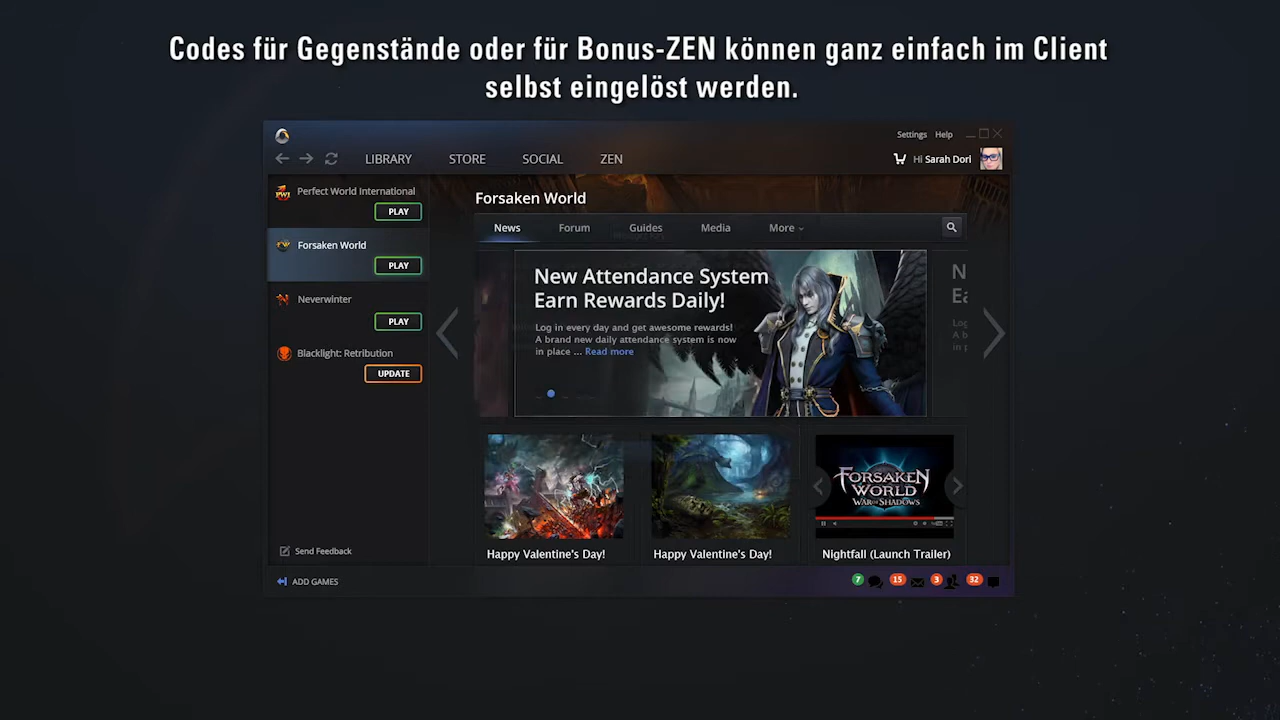 Codes für Gegenstände oder für Bonus-ZEN können ganz einfach im Client
selbst eingelöst werden.
Settings Help
LIBRARY STORE SOCIAL ZEN
Hi Sarah Dori
Perfect World International
PLAY
Forsaken World
PLAY
Neverwinter
PLAY
Blacklight: Retribution
UPDATE
Send Feedback
ADD GAMES
Forsaken World
News Forum Guides Media More
New Attendance System
Earn Rewards Daily!
Log in every day and get awesome rewards!
A brand new daily attendance system is now
in place ... Read more
N
Ea
Log
A b
in p
FORSAKEN
WORLD
WAR OF SHADOWS
Happy Valentine's Day!
Happy Valentine's Day!
Nightfall (Launch Trailer)
7 15 3 32